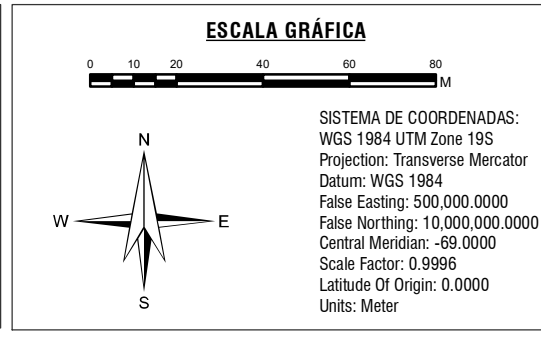 ESCALA GRÁFICA
0 10 20 40 60 80
M
N
W E
S
SISTEMA DE COORDENADAS:
WGS 1984 UTM Zone 19S
Projection: Transverse Mercator
Datum: WGS 1984
False Easting: 500,000.0000
False Northing: 10,000,000.0000
Central Meridian: -69.0000
Scale Factor: 0.9996
Latitude Of Origin: 0.0000
Units: Meter